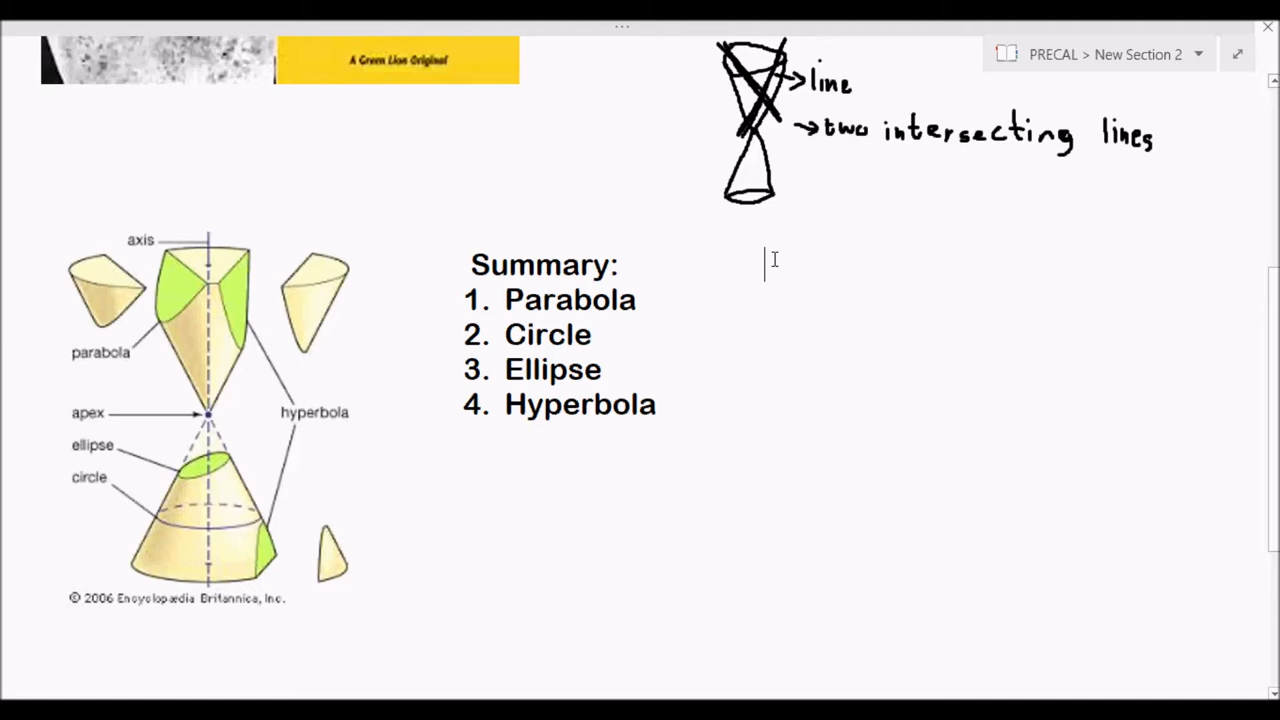 A Green Lion Original
PRECAL > New Section 2
line
two intersecting lines
axis
parabola
apex
hyperbola
ellipse
circle
© 2006 Encyclopædia Britannica, Inc.
Summary:
1. Parabola
2. Circle
3. Ellipse
4. Hyperbola